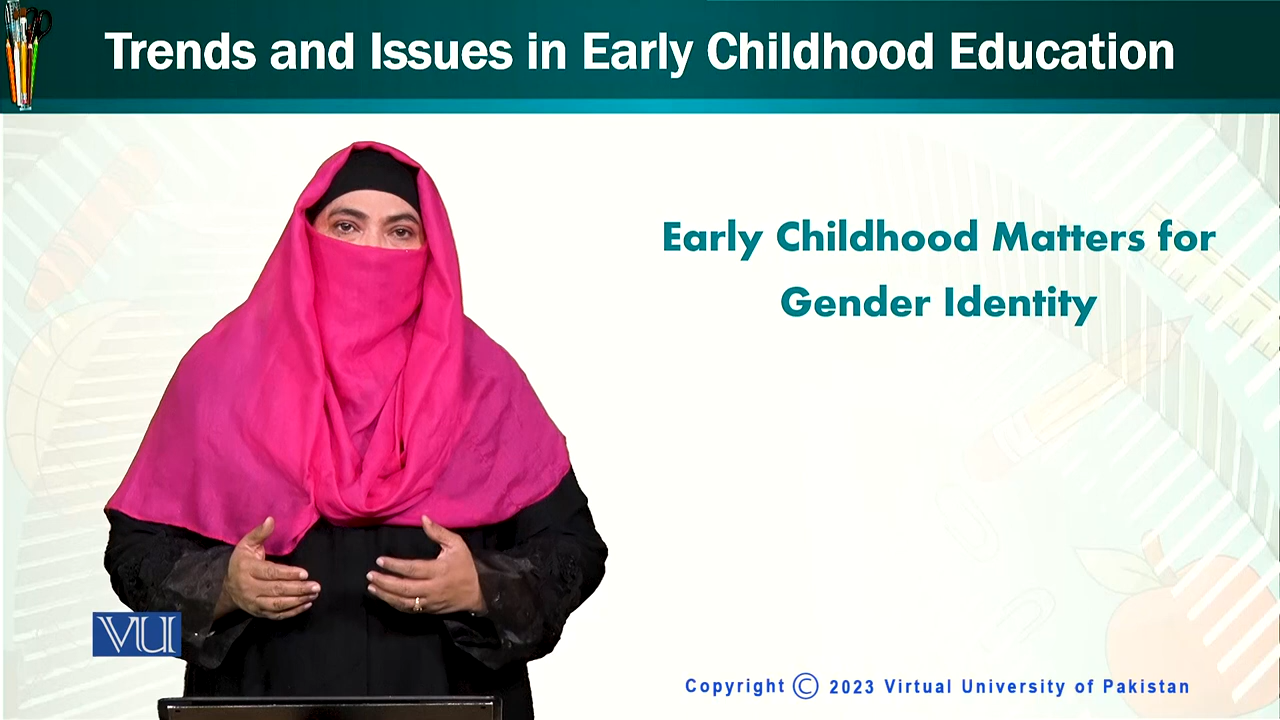 Trends and Issues in Early Childhood Education
Early Childhood Matters for
Gender Identity
VU
Copyright © 2023 Virtual University of Pakistan